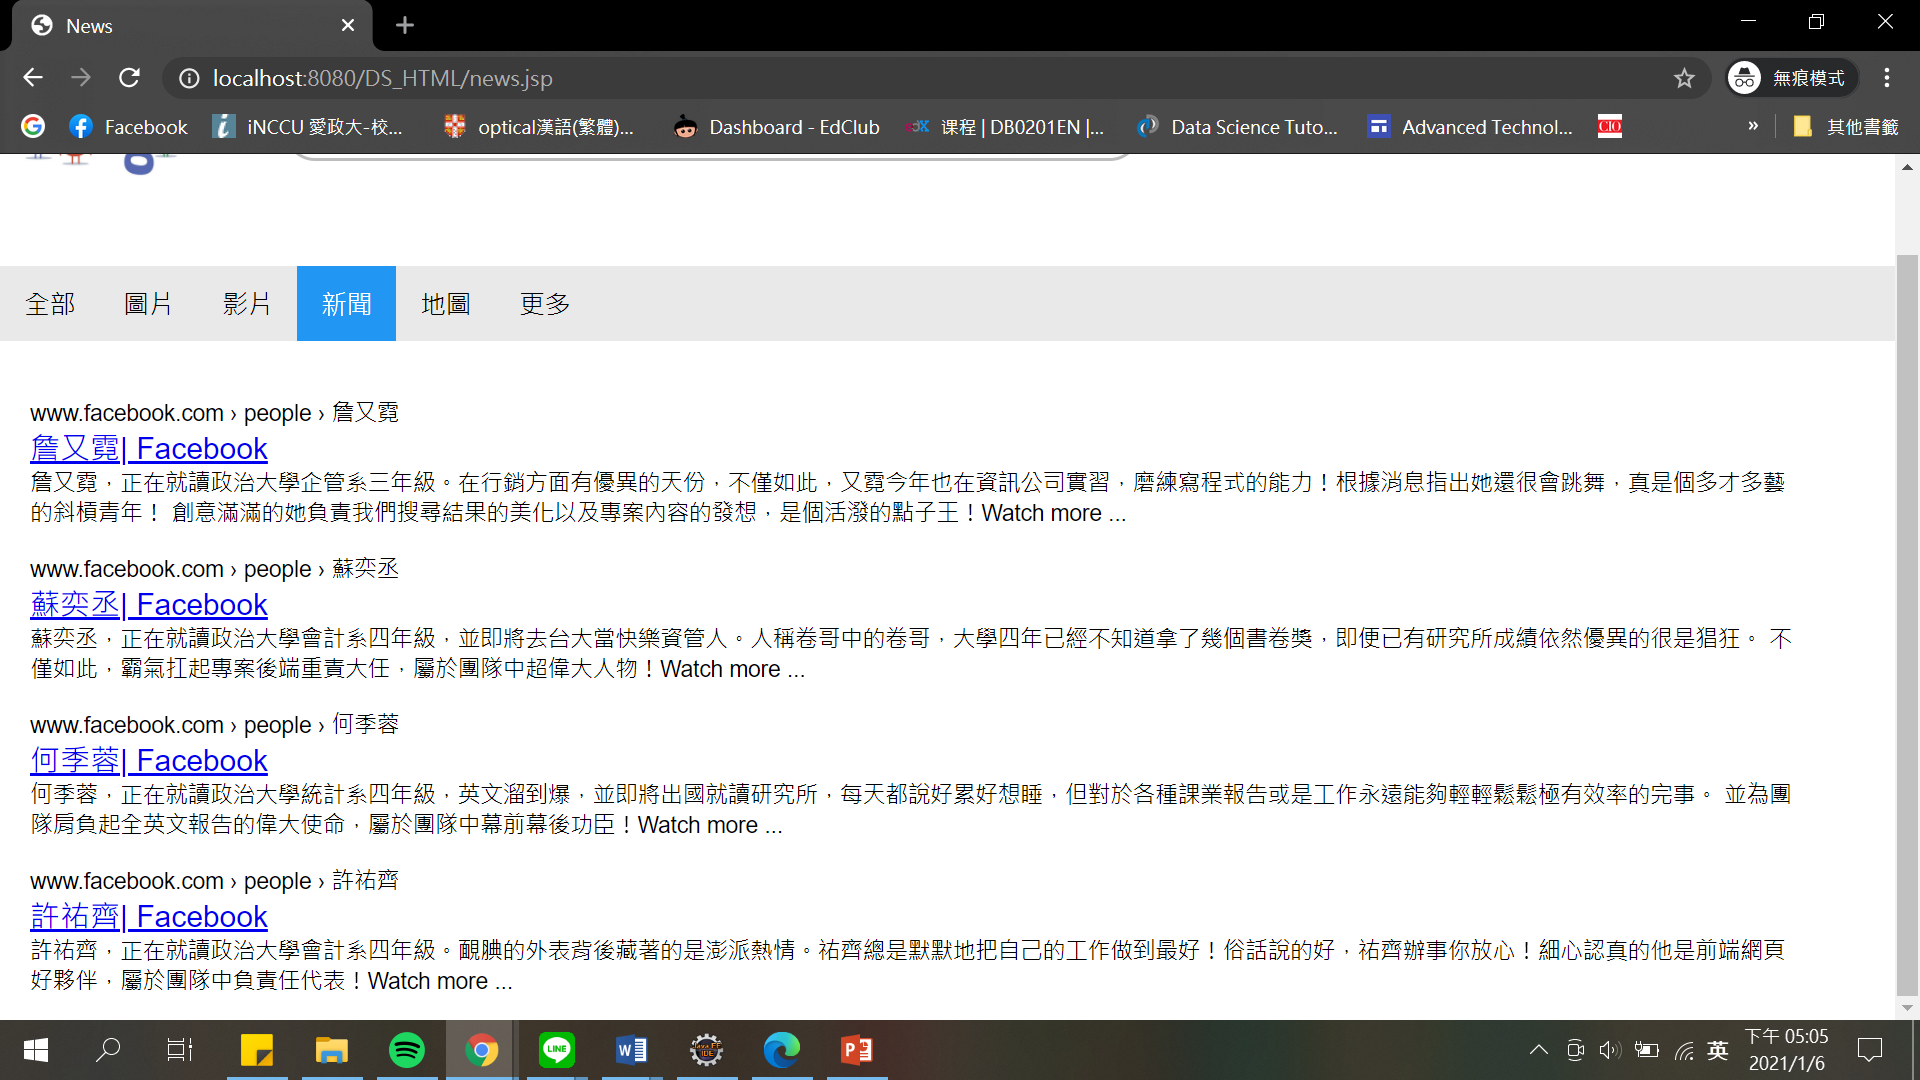 News
localhost:8080/DS_HTML/news.jsp
無痕模式
Facebook
iNCCU 愛政大-校...
optical漢語(繁體)...
Dashboard - EdClub
课程 | DB0201EN |...
Data Science Tuto...
Advanced Technol...
CIO
»
其他書籤
全部 圖片 影片 新聞 地圖 更多
www.facebook.com › people › 詹又霓
詹又霓| Facebook
詹又霓，正在就讀政治大學企管系三年級。在行銷方面有優異的天份，不僅如此，又霓今年也在資訊公司實習，磨練寫程式的能力！根據消息指出她還很會跳舞，真是個多才多藝
的斜槓青年！ 創意滿滿的她負責我們搜尋結果的美化以及專案內容的發想，是個活潑的點子王！Watch more ...
www.facebook.com › people › 蘇奕丞
蘇奕丞| Facebook
蘇奕丞，正在就讀政治大學會計系四年級，並即將去台大當快樂資管人。人稱卷哥中的卷哥，大學四年已經不知道拿了幾個書卷獎，即便已有研究所成績依然優異的很是猖狂。 不
僅如此，霸氣扛起專案後端重責大任，屬於團隊中超偉大人物！Watch more ...
www.facebook.com › people › 何季蓉
何季蓉| Facebook
何季蓉，正在就讀政治大學統計系四年級，英文溜到爆，並即將出國就讀研究所，每天都說好累好想睡，但對於各種課業報告或是工作永遠能夠輕輕鬆鬆極有效率的完事。 並為團
隊肩負起全英文報告的偉大使命，屬於團隊中幕前幕後功臣！Watch more ...
www.facebook.com › people › 許祐齊
許祐齊| Facebook
許祐齊，正在就讀政治大學會計系四年級。靦腆的外表背後藏著的是澎派熱情。祐齊總是默默地把自己的工作做到最好！俗話說的好，祐齊辦事你放心！細心認真的他是前端網頁
好夥伴，屬於團隊中負責任代表！Watch more ...
英
下午 05:05
2021/1/6